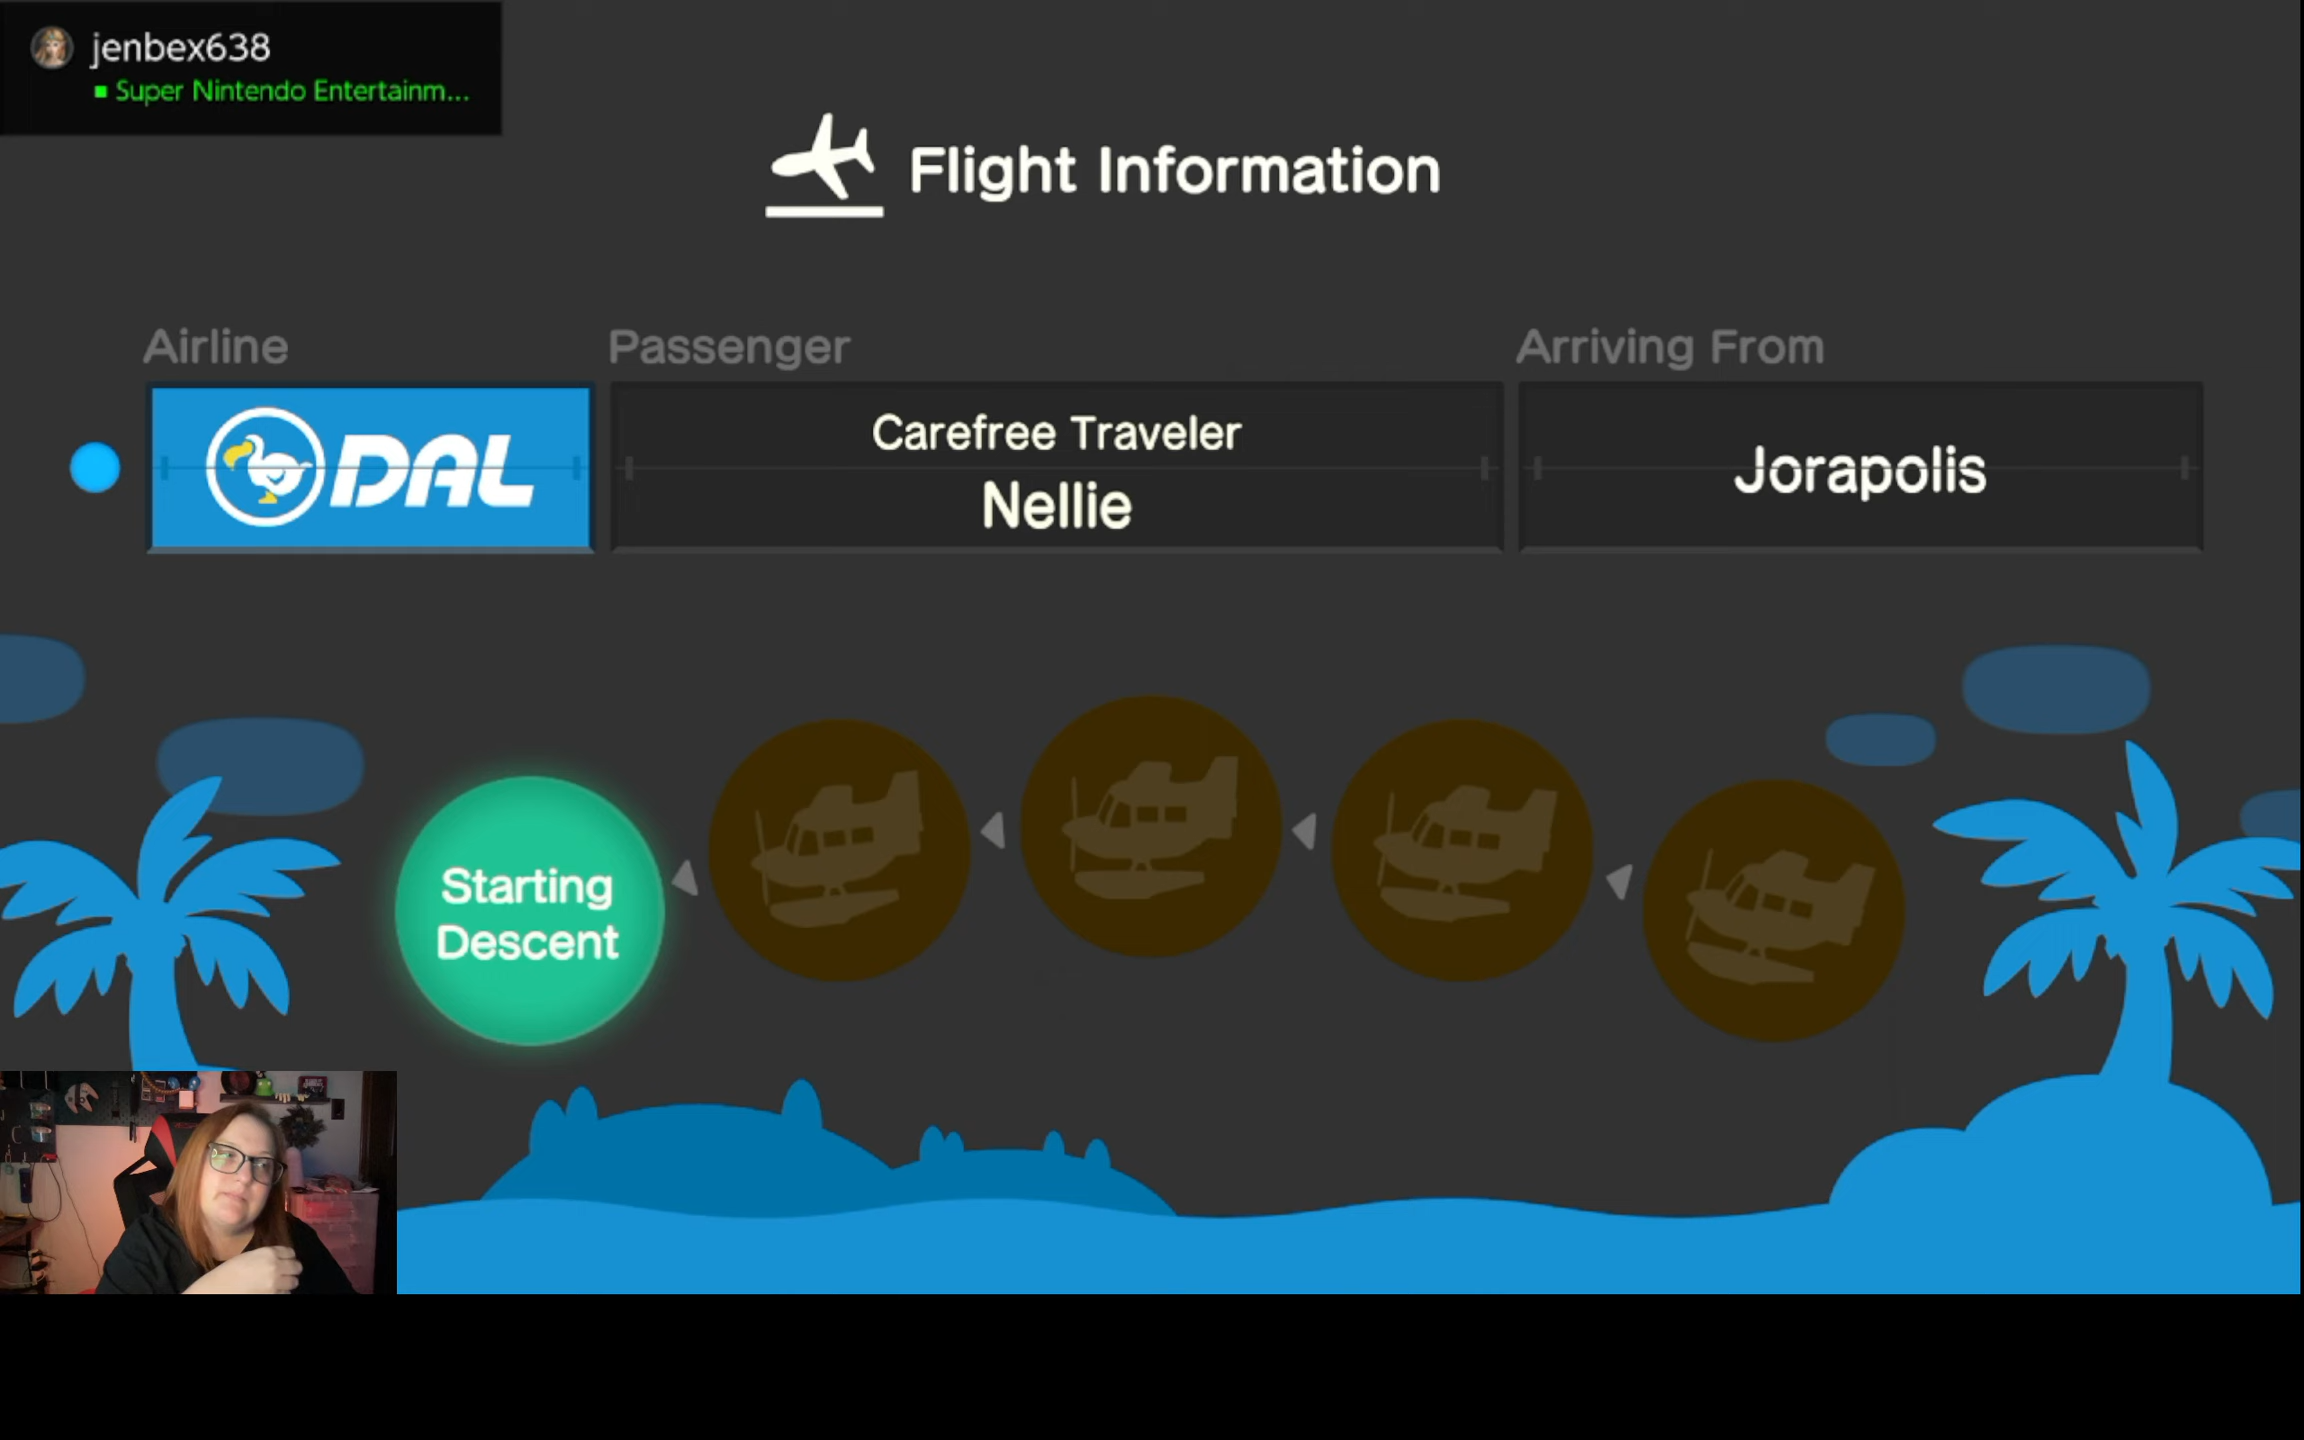 jenbex638
Super Nintendo Entertainm...
Flight Information
Airline
Passenger
Arriving From
DAL
Carefree Traveler
Nellie
Jorapolis
Starting
Descent